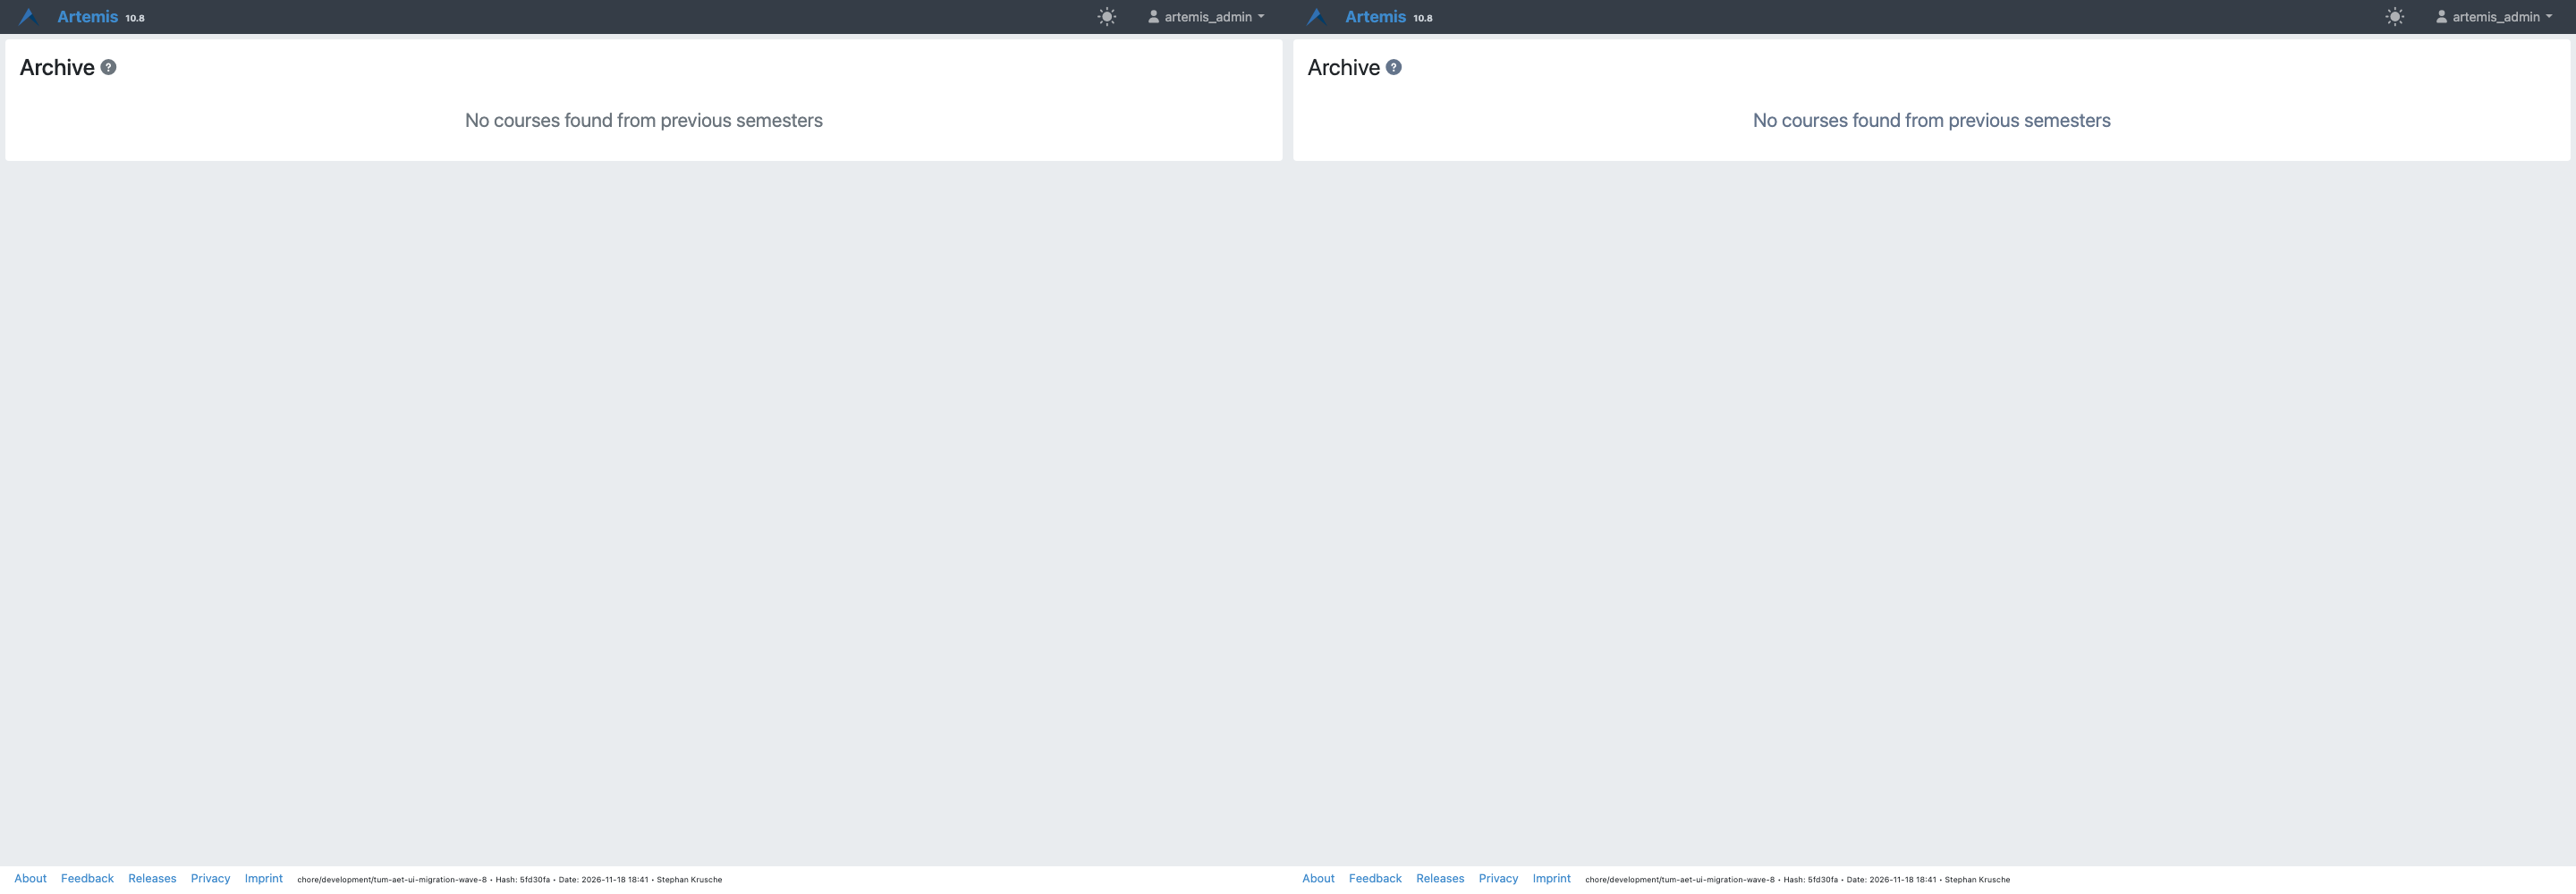 Artemis 10.8 artemis_admin
Archive ?
No courses found from previous semesters
About Feedback Releases Privacy Imprint chore/development/tum-aet-ui-migration-wave-8 • Hash: 5fd30fa • Date: 2026-11-18 18:41 • Stephan Krusche
Artemis 10.8 artemis_admin
Archive ?
No courses found from previous semesters
About Feedback Releases Privacy Imprint chore/development/tum-aet-ui-migration-wave-8 • Hash: 5fd30fa • Date: 2026-11-18 18:41 • Stephan Krusche